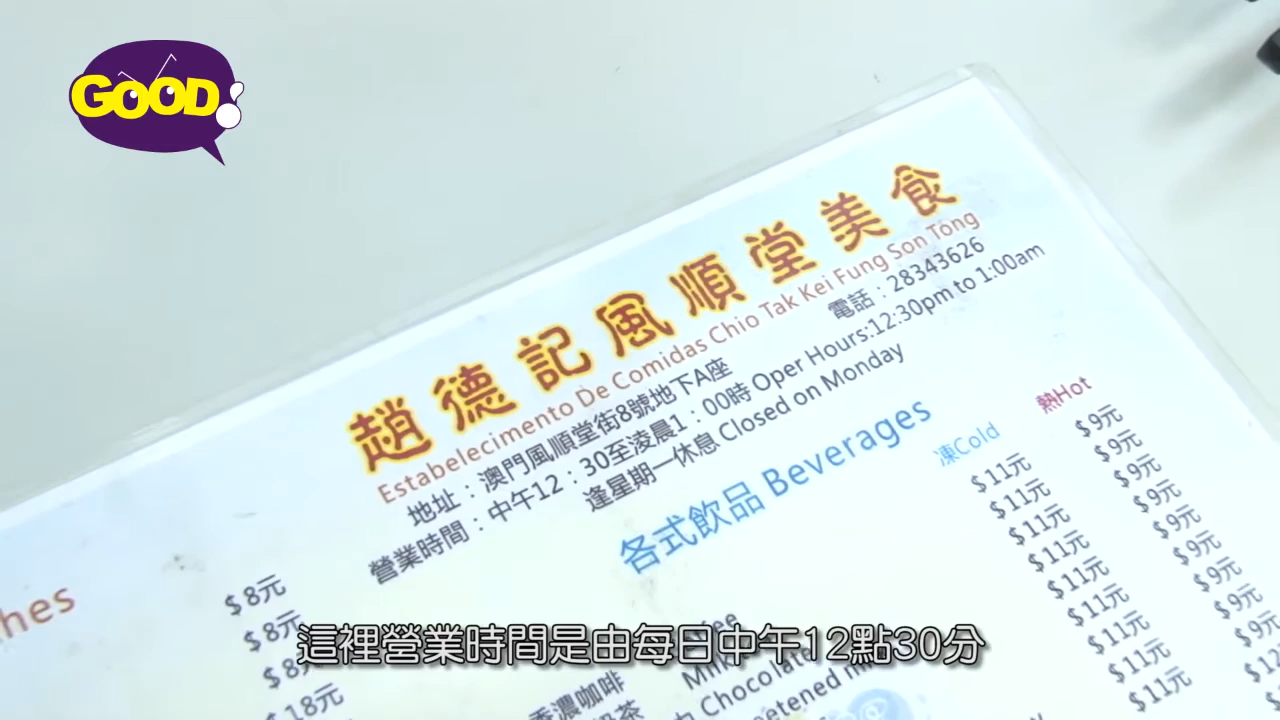 GOOD!
趙德記風順堂美食
Estabelecimento De Comidas Chio Tak Kei Fung Son Tong
地址：澳門風順堂街8號地下A座 電話：28343626
營業時間：中午12：30至淩晨1：00時 Oper Hours:12:30pm to 1:00am
逢星期一休息 Closed on Monday
各式飲品 Beverages
凍Cold 熱Hot
$11元 $9元
$11元 $9元
$11元 $9元
$11元 $9元
$11元 $9元
$11元 $9元
$11元 $9元
$11元 $9元
$11元 $9元
hes
$8元
$8元
$8元
$18元
香濃咖啡
奶茶
Chocolate
這裡營業時間是由每日中午12點30分